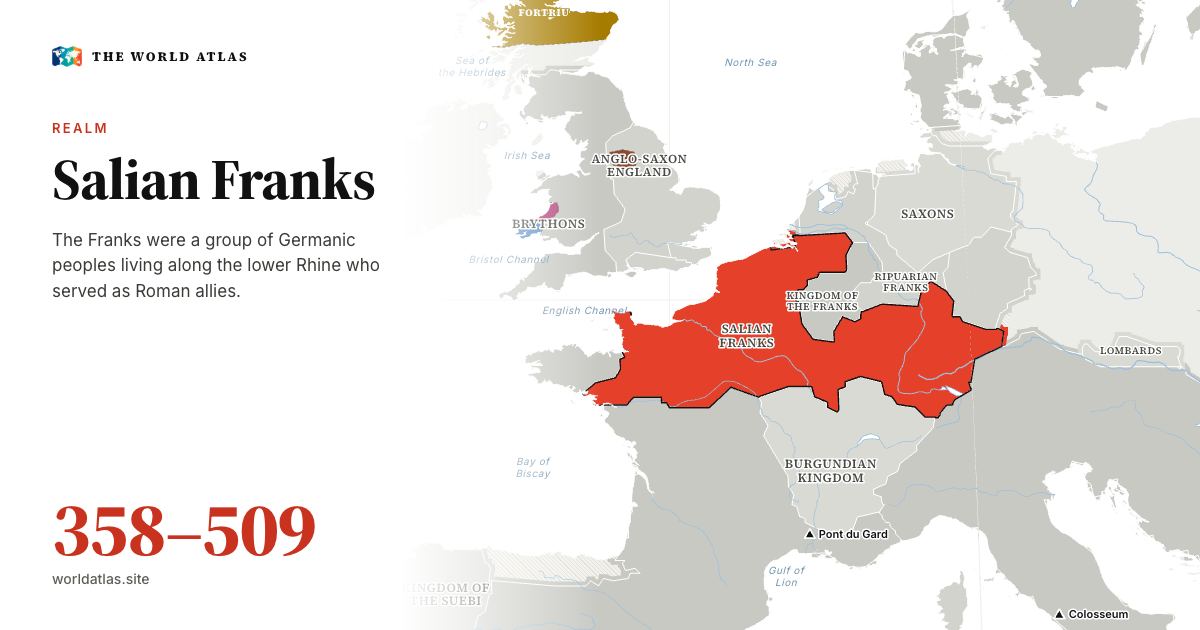 THE WORLD ATLAS
REALM
Salian Franks
The Franks were a group of Germanic
peoples living along the lower Rhine who
served as Roman allies.
358–509
worldatlas.site
FORTRIU
Sea of
the Hebrides
North Sea
Irish Sea
ANGLO-SAXON
ENGLAND
BRYTHONS
Bristol Channel
SAXONS
English Channel
RIPUARIAN
FRANKS
KINGDOM OF
THE FRANKS
SALIAN
FRANKS
LOMBARDS
Bay of
Biscay
BURGUNDIAN
KINGDOM
Pont du Gard
Gulf of
Lion
KINGDOM OF
THE SUEBI
Colosseum